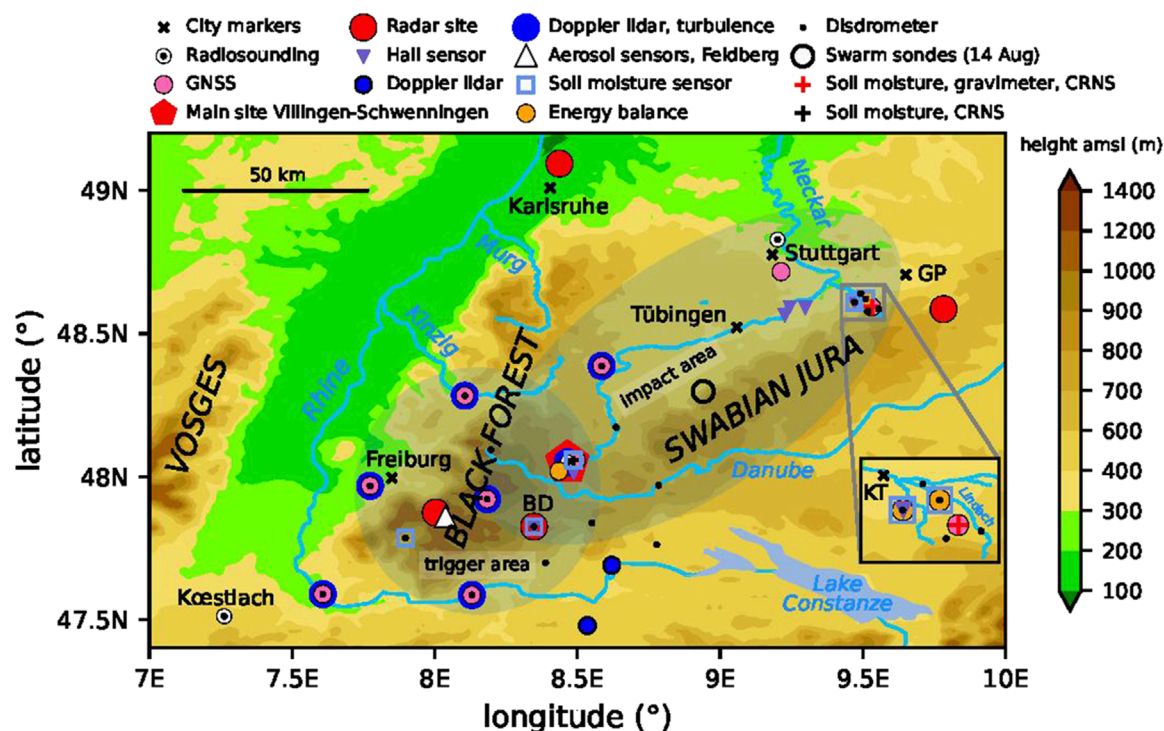 City markers Radar site Doppler lidar, turbulence Disdrometer
Radiosounding Hail sensor Aerosol sensors, Feldberg Swarm sondes (14 Aug)
GNSS Doppler lidar Soil moisture sensor Soil moisture, gravimeter, CRNS
Main site Villingen-Schwenningen Energy balance Soil moisture, CRNS
height amsl (m)
50 km
49N
48.5N
48N
47.5N
latitude (°)
Karlsruhe
Neckar
Murg
Stuttgart
GP
Kinzig
Tübingen
Rhine
VOSGES
BLACK FOREST
impact area
SWABIAN JURA
Freiburg
Danube
BD
KT
Lindach
trigger area
Kœstlach
Lake
Constanze
7E 7.5E 8E 8.5E 9E 9.5E 10E
longitude (°)
1400
1200
1000
900
800
700
600
400
300
200
100